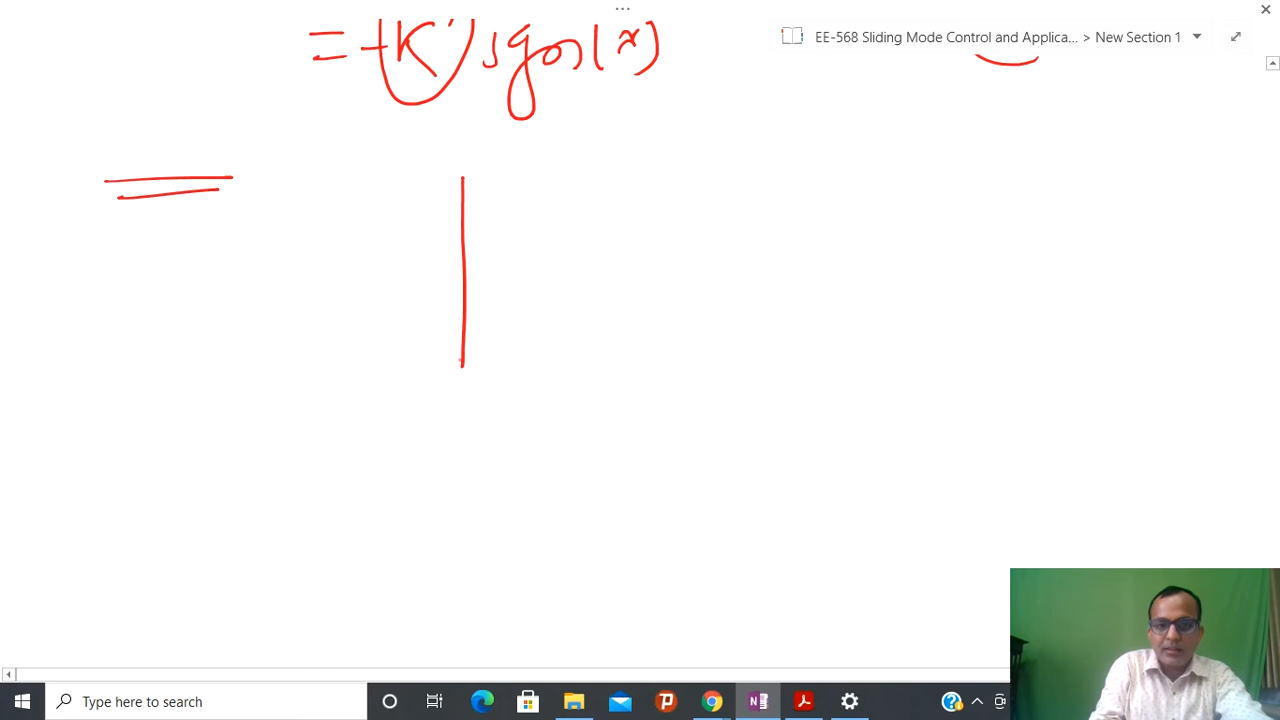 = -(K) sgn(x)
EE-568 Sliding Mode Control and Applica... > New Section 1
Type here to search